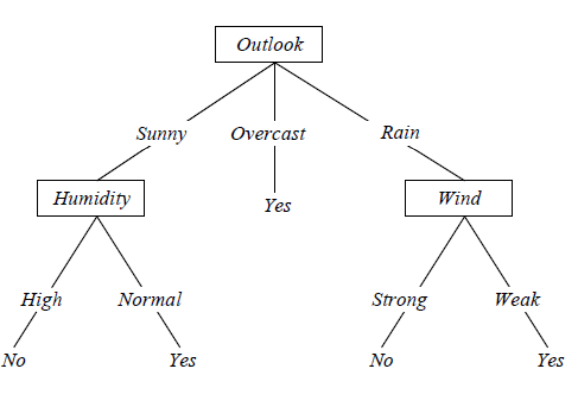 Outlook
Sunny Overcast Rain
Humidity Yes Wind
High Normal Strong Weak
No Yes No Yes